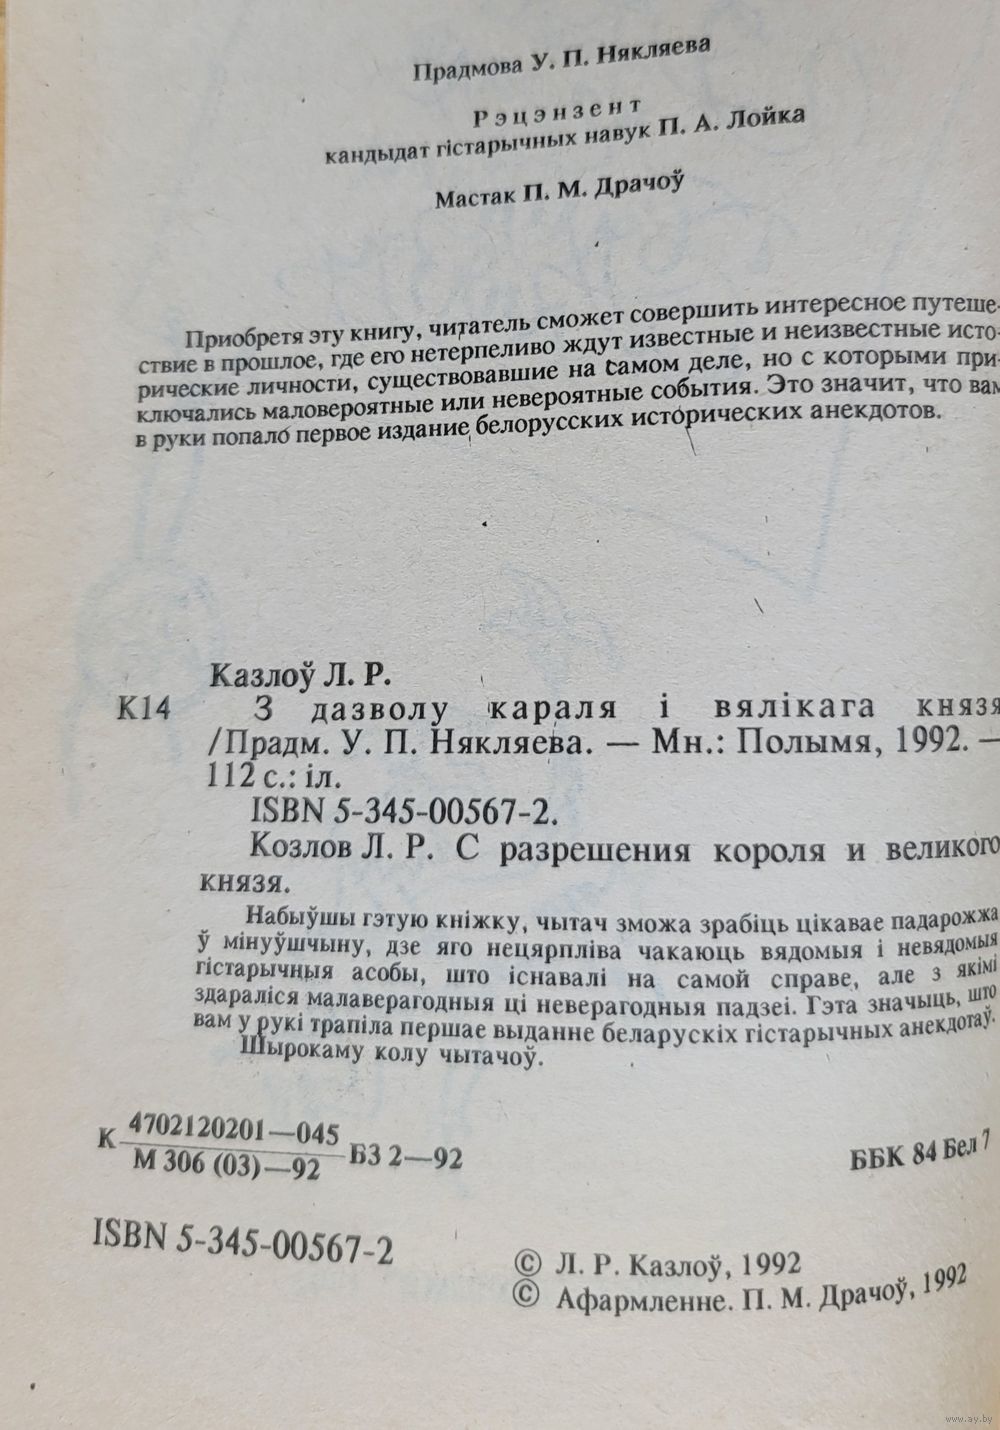 Прадмова У. П. Някляева
Рэцэнзент
кандыдат гістарычных навук П. А. Лойка
Мастак П. М. Драчоў
Приобретя эту книгу, читатель сможет совершить интересное путеше-
ствие в прошлое, где его нетерпеливо ждут известные и неизвестные исто-
рические личности, существовавшие на самом деле, но с которыми при-
ключались маловероятные или невероятные события. Это значит, что вам
в руки попало первое издание белорусских исторических анекдотов.
Казлоў Л. Р.
К14 З дазволу караля і вялікага князя
/Прадм. У. П. Някляева. — Мн.: Полымя, 1992. —
112 с.: іл.
ISBN 5-345-00567-2.
Козлов Л. Р. С разрешения короля и великого
князя.
Набыўшы гэтую кніжку, чытач зможа зрабіць цікавае падарожжа
ў мінуўшчыну, дзе яго нецярпліва чакаюць вядомыя і невядомыя
гістарычныя асобы, што існавалі на самой справе, але з якімі
здараліся малаверагодныя ці неверагодныя падзеі. Гэта значыць, што
вам у рукі трапіла першае выданне беларускіх гістарычных анекдотаў.
Шырокаму колу чытачоў.
К 4702120201—045
М 306 (03)—92 БЗ 2—92
ББК 84 Бел 7
ISBN 5-345-00567-2
© Л. Р. Казлоў, 1992
© Афармленне. П. М. Драчоў, 1992
www.ay.by